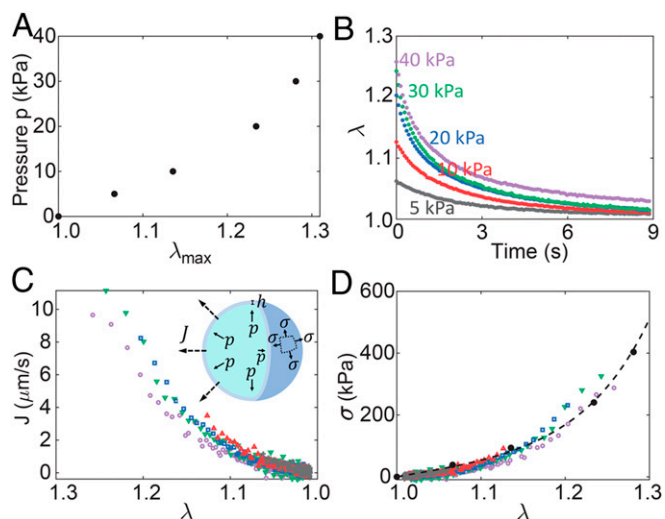 A
Pressure p (kPa)
40
30
20
10
0
1.0
1.1
1.2
1.3
λmax
B
λ
1.3
1.2
1.1
1.0
40 kPa
30 kPa
20 kPa
10 kPa
5 kPa
0
3
6
9
Time (s)
C
J (μm/s)
10
8
6
4
2
0
1.3
1.2
1.1
1.0
λ
J
h
p
p
p
p
p
p
σ
σ
σ
σ
D
σ (kPa)
600
400
200
0
1.0
1.1
1.2
1.3
λ